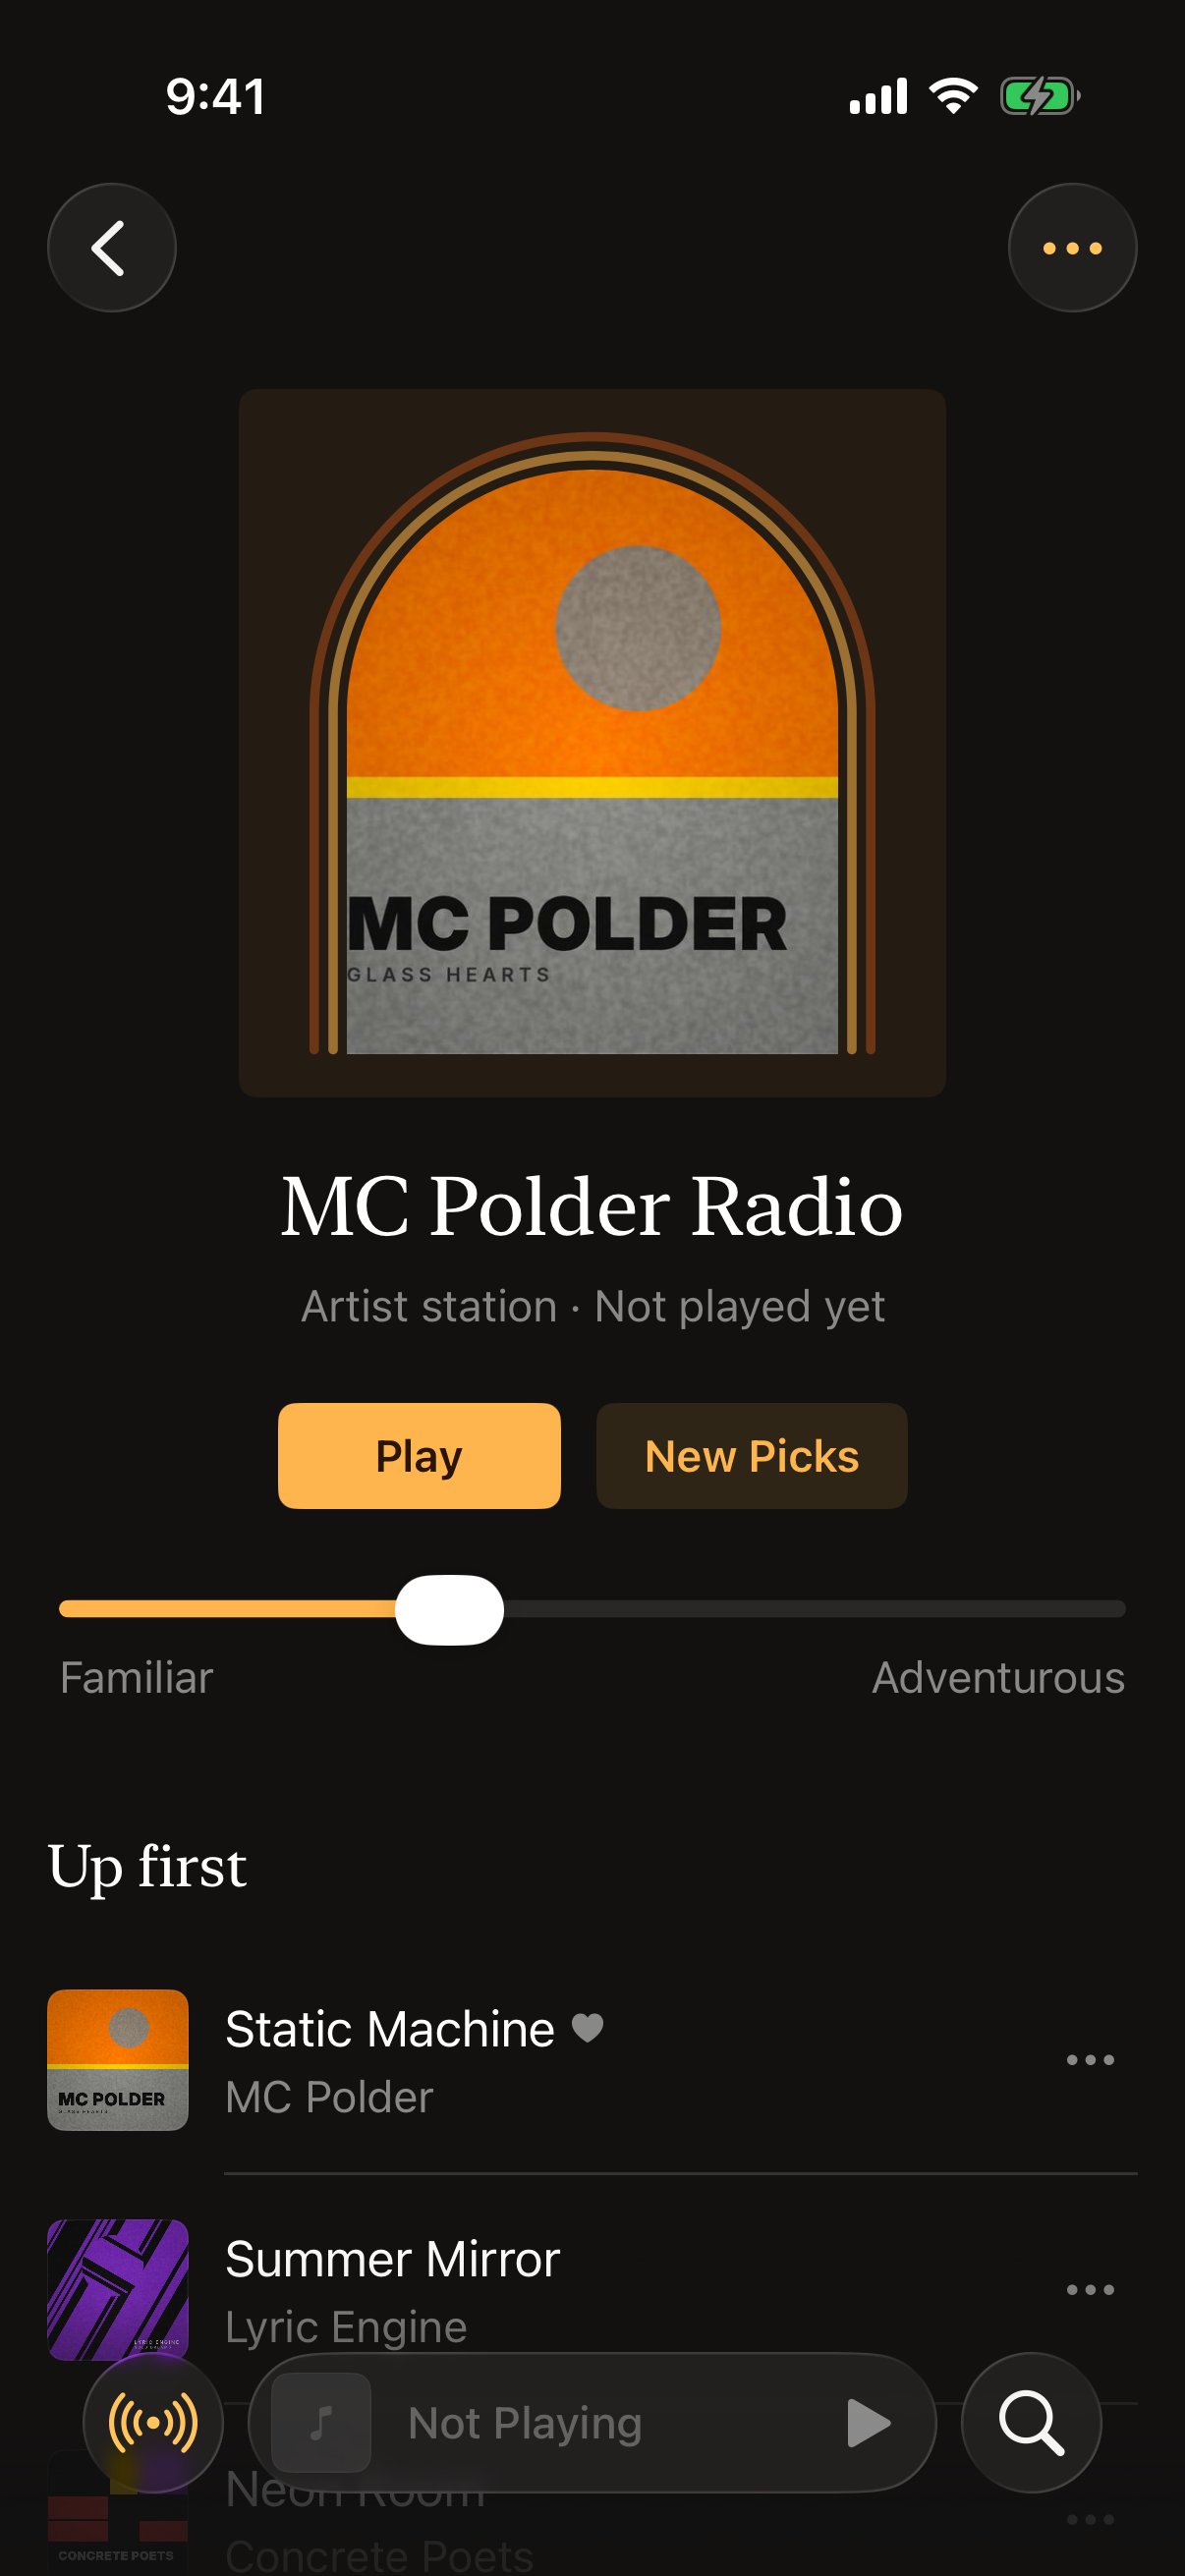 9:41
MC POLDER
GLASS HEARTS
MC Polder Radio
Artist station · Not played yet
Play
New Picks
Familiar
Adventurous
Up first
MC POLDER
Static Machine
MC Polder
LYRIC ENGINE
Summer Mirror
Lyric Engine
Not Playing
Neon Room
CONCRETE POETS
Concrete Poets